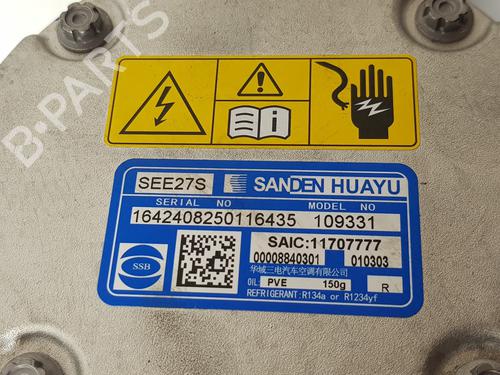 B-PARTS
SEE27S SANDEN HUAYU
SERIAL NO MODEL NO
1642408250116435 109331
SAIC:11707777
00008840301 010303
华域三电汽车空调有限公司
OIL: PVE 150g R
REFRIGERANT:R134a or R1234yf
SSB